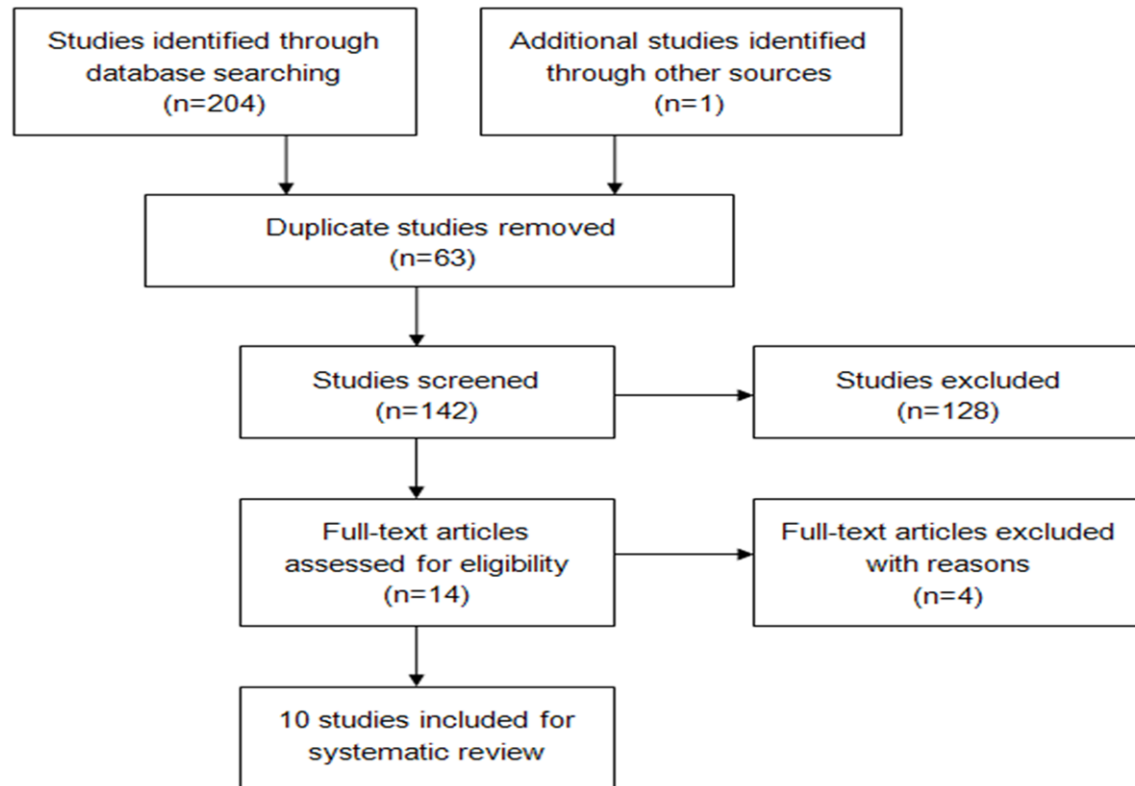 Studies identified through
database searching
(n=204)
Additional studies identified
through other sources
(n=1)
Duplicate studies removed
(n=63)
Studies screened
(n=142)
Studies excluded
(n=128)
Full-text articles
assessed for eligibility
(n=14)
Full-text articles excluded
with reasons
(n=4)
10 studies included for
systematic review